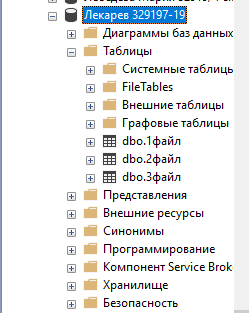 Лекарев 329197-19
Диаграммы баз данных
Таблицы
Системные таблицы
FileTables
Внешние таблицы
Графовые таблицы
dbo.1файл
dbo.2файл
dbo.3файл
Представления
Внешние ресурсы
Синонимы
Программирование
Компонент Service Brok
Хранилище
Безопасность